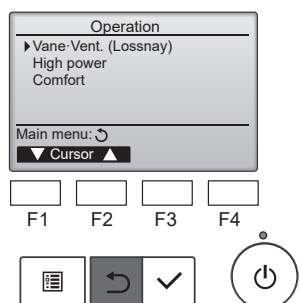 Operation
Vane·Vent. (Lossnay)
High power
Comfort
Main menu:
Cursor
F1 F2 F3 F4